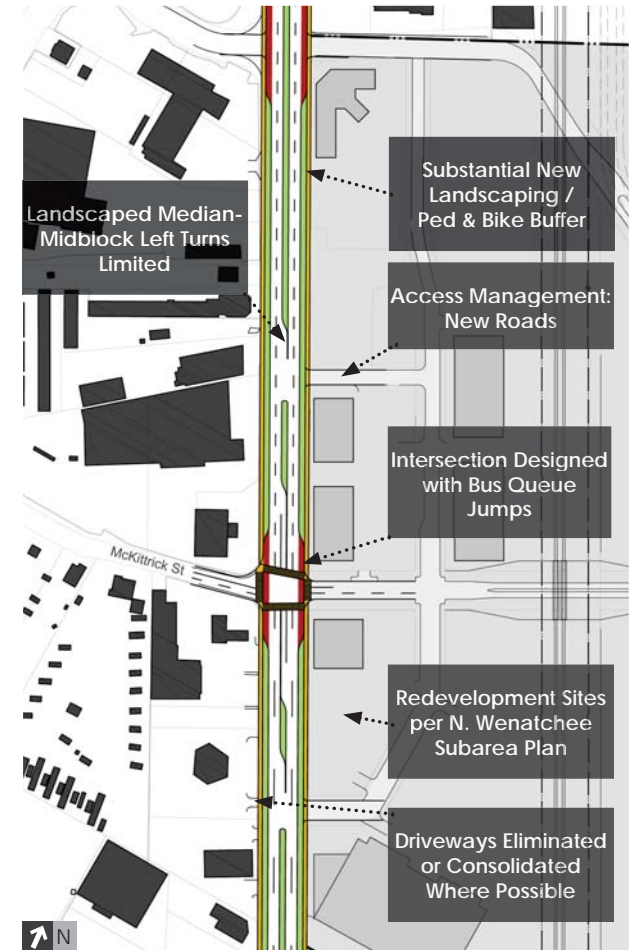 Substantial New
Landscaping /
Ped & Bike Buffer
Landscaped Median-
Midblock Left Turns
Limited
Access Management:
New Roads
Intersection Designed
with Bus Queue
Jumps
McKittrick St
Redevelopment Sites
per N. Wenatchee
Subarea Plan
Driveways Eliminated
or Consolidated
Where Possible
N